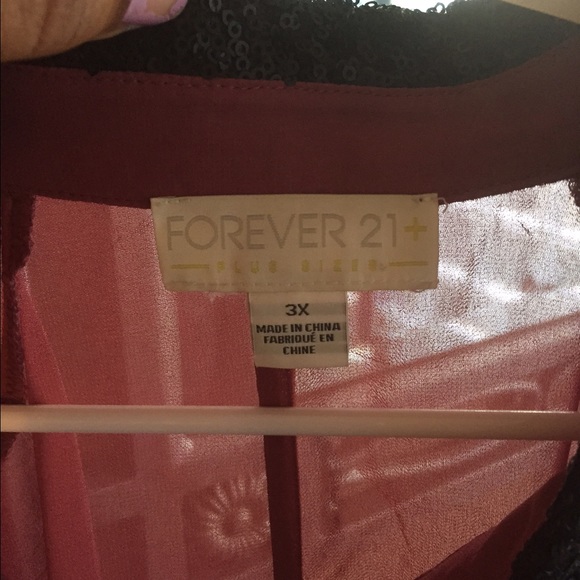 FOREVER 21+
PLUS SIZES
3X
MADE IN CHINA
FABRIQUÉ EN
CHINE